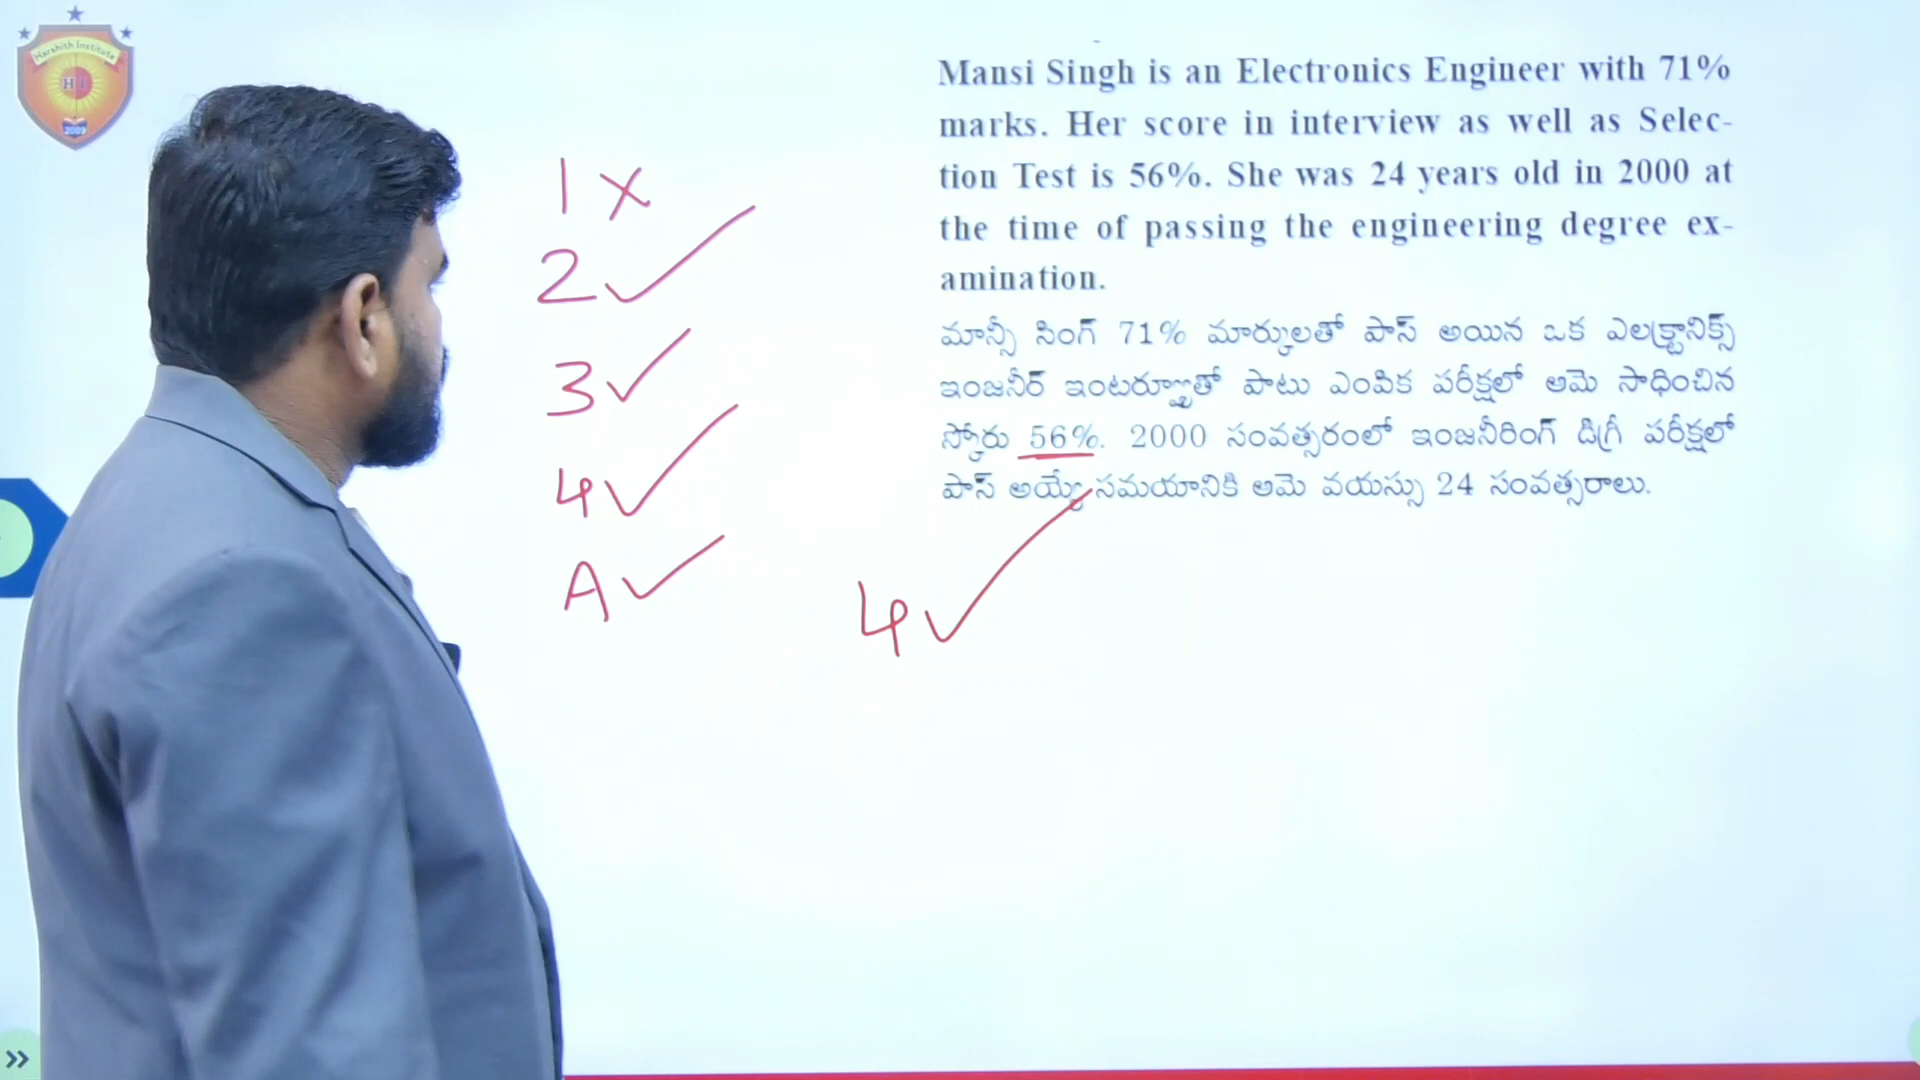 Harshith Institute
H I
2009
1 ×
2 ✓
3 ✓
4 ✓
A ✓
Mansi Singh is an Electronics Engineer with 71%
marks. Her score in interview as well as Selec-
tion Test is 56%. She was 24 years old in 2000 at
the time of passing the engineering degree ex-
amination.
మాన్సీ సింగ్ 71% మార్కులతో పాస్ అయిన ఒక ఎలక్ట్రానిక్స్
ఇంజనీర్ ఇంటర్వ్యూతో పాటు ఎంపిక పరీక్షలో ఆమె సాధించిన
స్కోరు 56%. 2000 సంవత్సరంలో ఇంజనీరింగ్ డిగ్రీ పరీక్షలో
పాస్ అయ్యే సమయానికి ఆమె వయస్సు 24 సంవత్సరాలు.
4 ✓